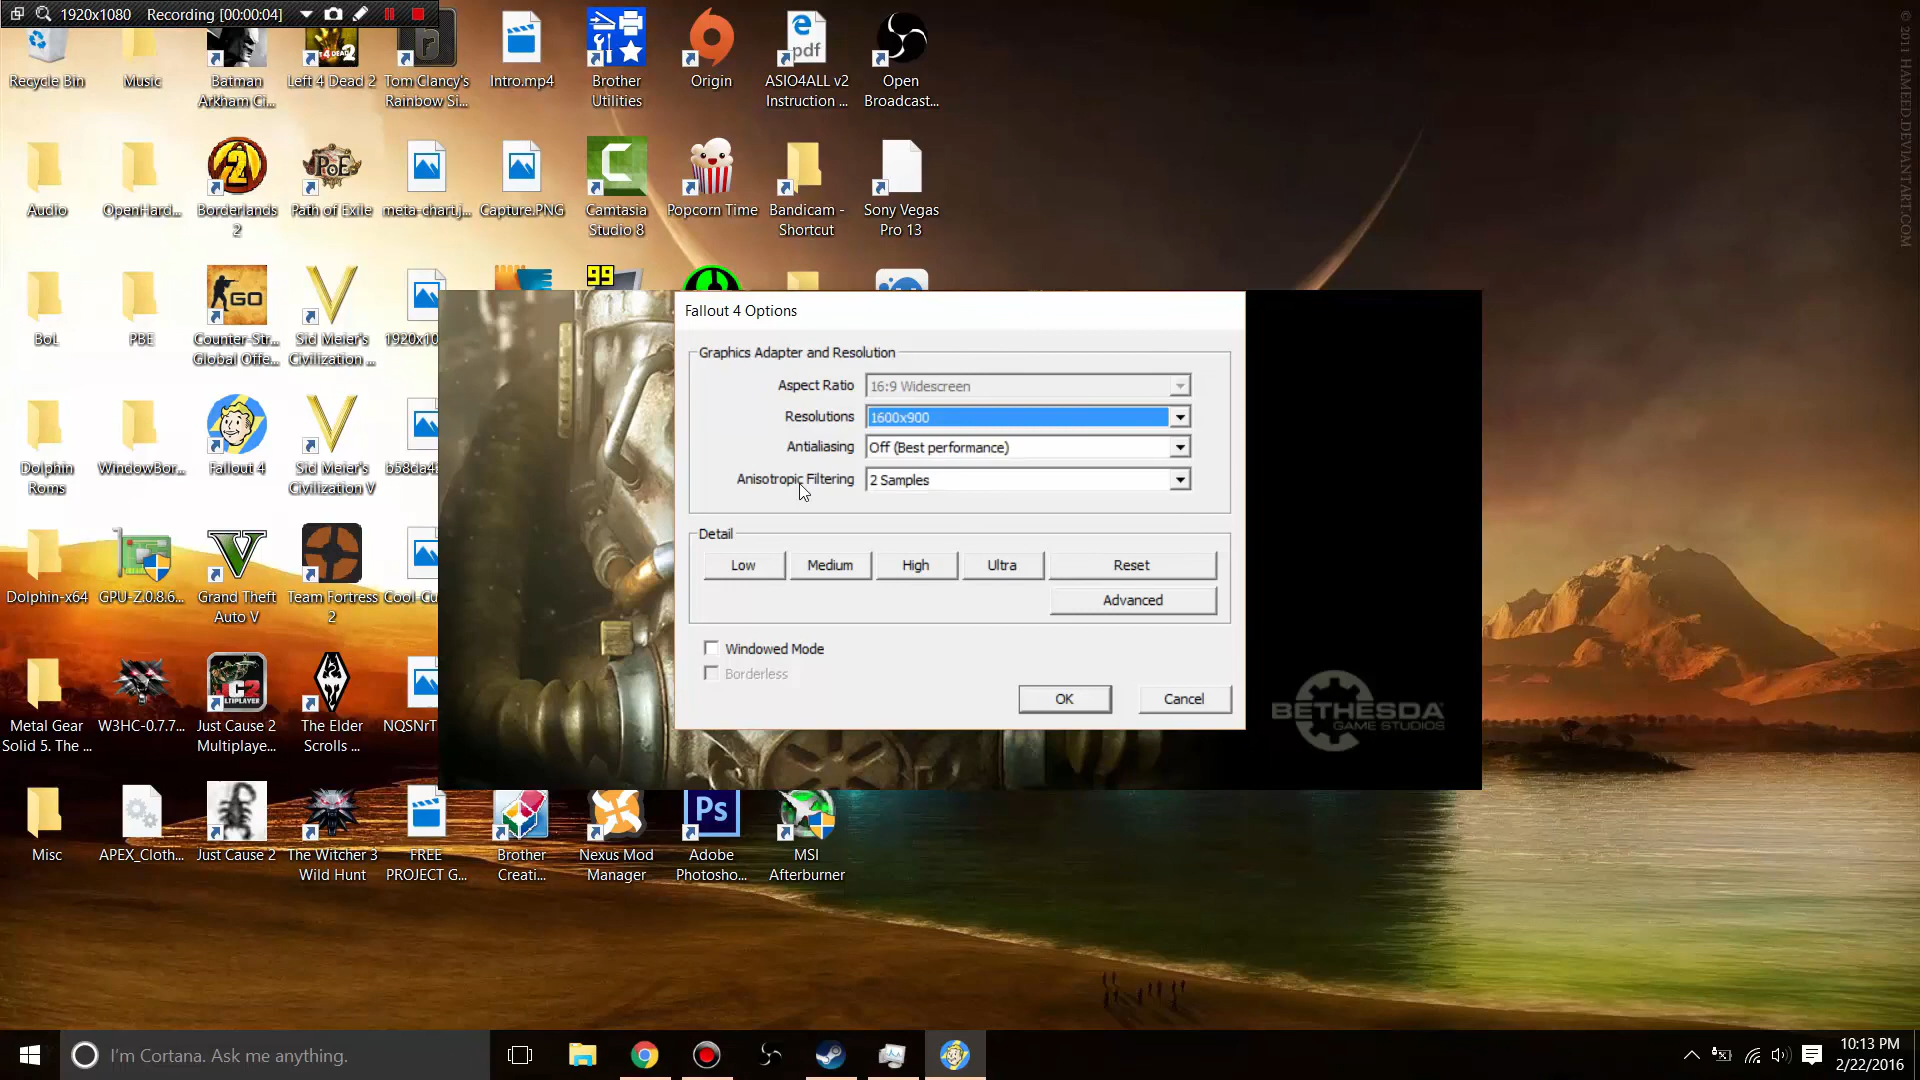 1920x1080 Recording [00:00:04]
© 2011 HAMEED.DEVIANTART.COM
Recycle Bin
Music
Batman
Arkham Ci...
Left 4 Dead 2
Tom Clancy's
Rainbow Si...
Intro.mp4
Brother
Utilities
Origin
ASIO4ALL v2
Instruction ...
Open
Broadcast...
Audio
OpenHard...
Borderlands
2
Path of Exile
meta-chart.j...
Capture.PNG
Camtasia
Studio 8
Popcorn Time
Bandicam -
Shortcut
Sony Vegas
Pro 13
BoL
PBE
Counter-Str...
Global Offe...
Sid Meier's
Civilization ...
1920x10
99
Dolphin
Roms
WindowBor...
Fallout 4
Sid Meier's
Civilization V
b58da4
Dolphin-x64
GPU-Z.0.8.6...
Grand Theft
Auto V
Team Fortress
2
Cool-Cu
Metal Gear
Solid 5. The ...
W3HC-0.7.7...
Just Cause 2
Multiplaye...
The Elder
Scrolls ...
NQSNrT
Misc
APEX_Cloth...
Just Cause 2
The Witcher 3
Wild Hunt
FREE
PROJECT G...
Brother
Creati...
Nexus Mod
Manager
Ps
Adobe
Photosho...
MSI
Afterburner
Fallout 4 Options
Graphics Adapter and Resolution
Aspect Ratio 16:9 Widescreen
Resolutions 1600x900
Antialiasing Off (Best performance)
Anisotropic Filtering 2 Samples
Detail
Low Medium High Ultra Reset
Advanced
Windowed Mode
Borderless
OK Cancel
BETHESDA
GAME STUDIOS
I'm Cortana. Ask me anything.
10:13 PM
2/22/2016